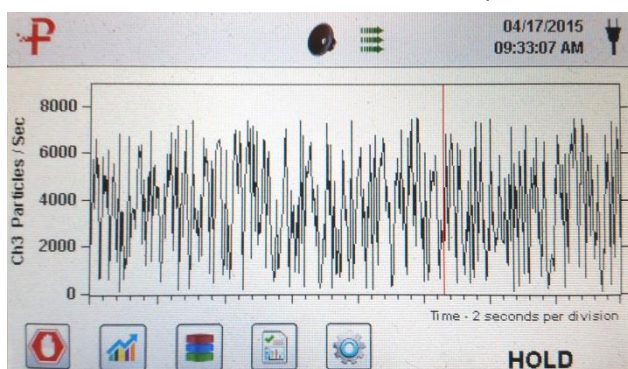 04/17/2015
09:33:07 AM
Ch3 Particles / Sec
8000
6000
4000
2000
0
Time - 2 seconds per division
HOLD